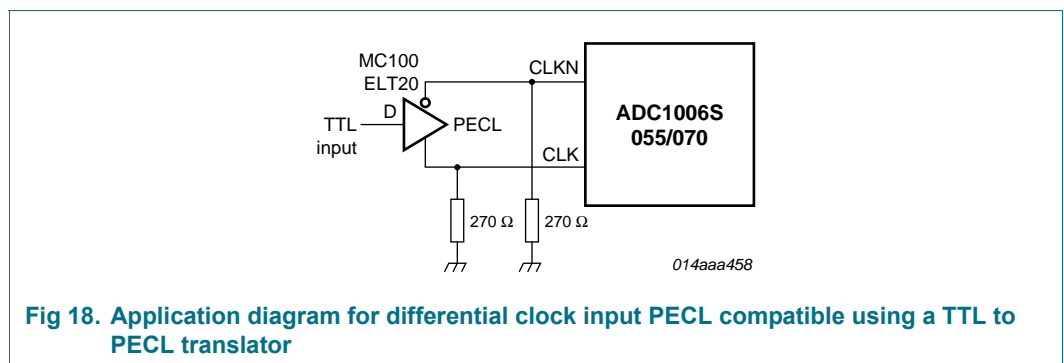 MC100
ELT20
CLKN
D
TTL
input
PECL
CLK
ADC1006S
055/070
270 Ω
270 Ω
014aaa458
Fig 18. Application diagram for differential clock input PECL compatible using a TTL to
PECL translator